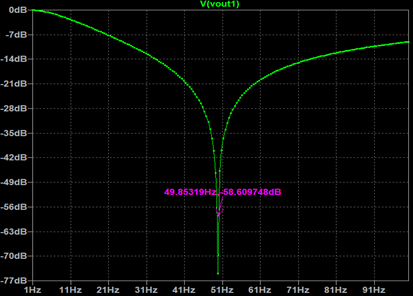 V(vout1)
0dB
-7dB
-14dB
-21dB
-28dB
-35dB
-42dB
-49dB
49.85319Hz,-58.609748dB
-56dB
-63dB
-70dB
-77dB
1Hz 11Hz 21Hz 31Hz 41Hz 51Hz 61Hz 71Hz 81Hz 91Hz